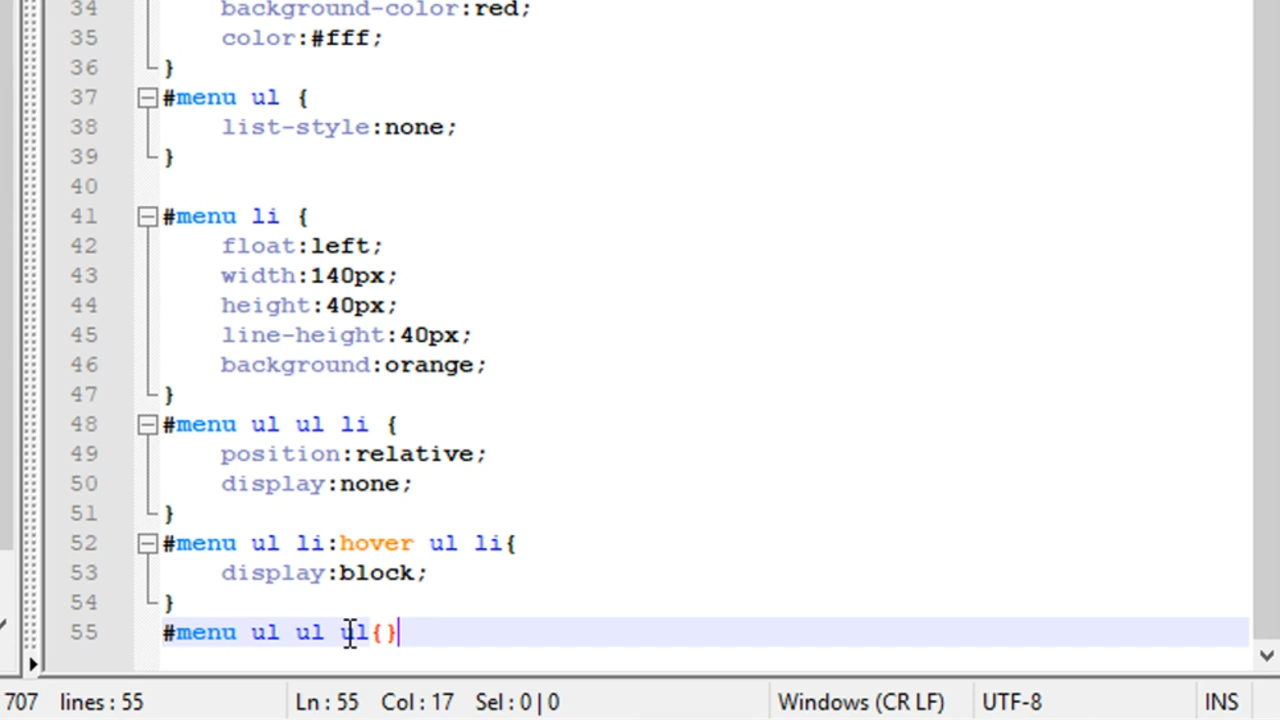 34 background-color:red;
35 color:#fff;
36 }
37 #menu ul {
38 list-style:none;
39 }
40
41 #menu li {
42 float:left;
43 width:140px;
44 height:40px;
45 line-height:40px;
46 background:orange;
47 }
48 #menu ul ul li {
49 position:relative;
50 display:none;
51 }
52 #menu ul li:hover ul li{
53 display:block;
54 }
55 #menu ul ul ul{}
707 lines : 55 Ln : 55 Col : 17 Sel : 0 | 0 Windows (CR LF) UTF-8 INS